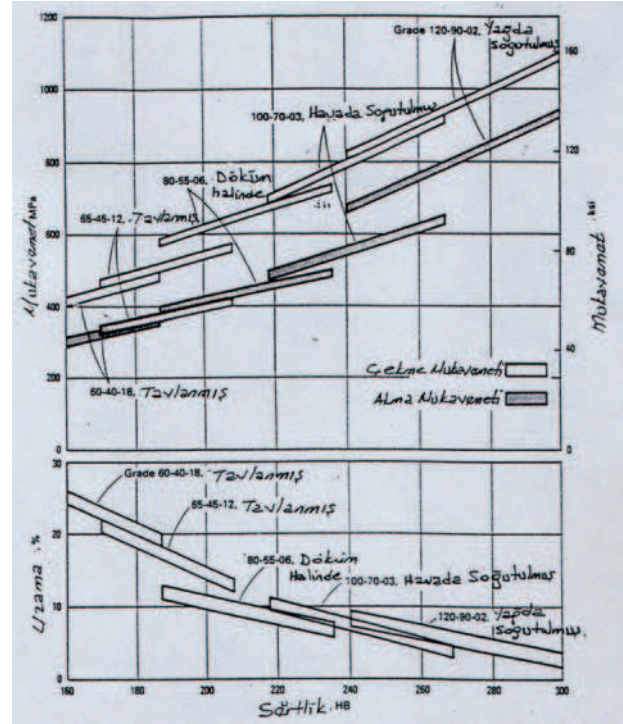 1200
Grade 120-90-02, Yağda
soğutulmuş
160
1000
100-70-03, Havada Soğutulmuş
800
80-55-06, Döküm
halinde
120
600
65-45-12, Tavlanmış
Mukavemet MPa
80
Mukavemet, ksi
400
Çekme Mukavemeti
40
60-40-18, Tavlanmış
200
Akma Mukavemeti
0
0
30
Grade 60-40-18, Tavlanmış
65-45-12, Tavlanmış
20
80-55-06, Döküm
Halinde
100-70-03, Havada Soğutulmuş
Uzama, %
10
120-90-02, Yağda
soğutulmuş
0
160 180 200 220 240 260 280 300
Sertlik, HB